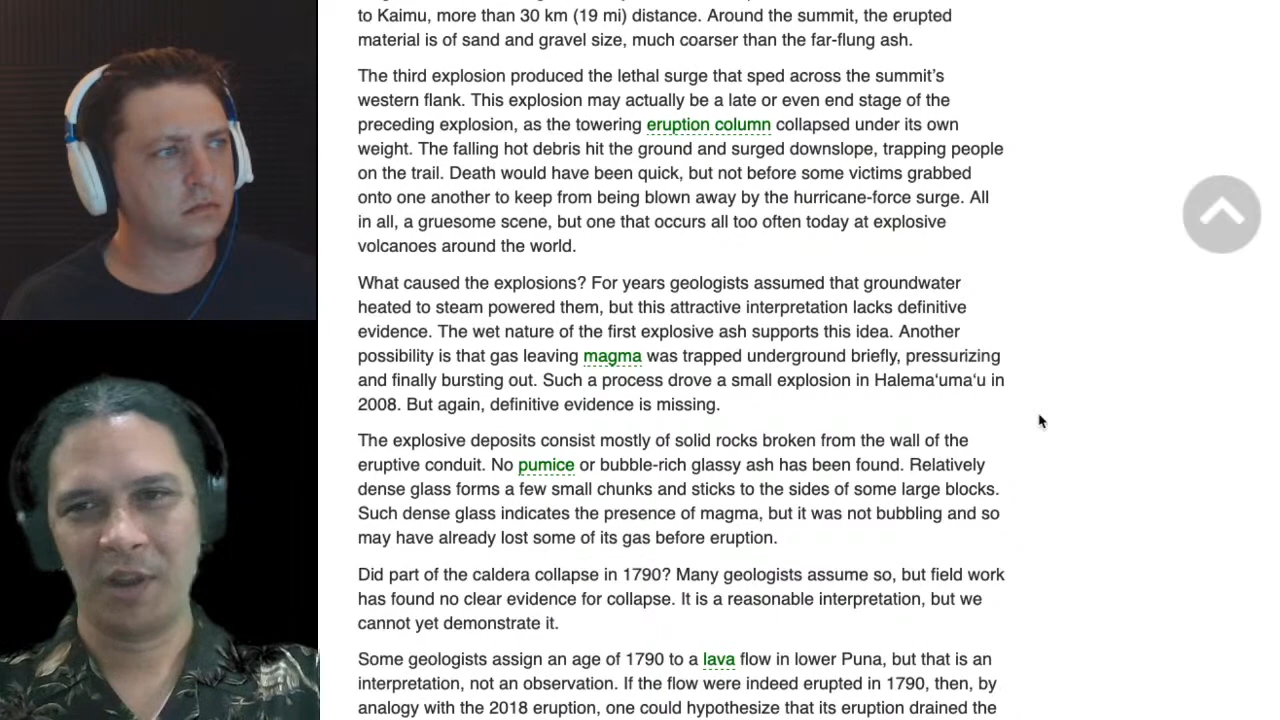 to Kaimu, more than 30 km (19 mi) distance. Around the summit, the erupted
material is of sand and gravel size, much coarser than the far-flung ash.
The third explosion produced the lethal surge that sped across the summit’s
western flank. This explosion may actually be a late or even end stage of the
preceding explosion, as the towering eruption column collapsed under its own
weight. The falling hot debris hit the ground and surged downslope, trapping people
on the trail. Death would have been quick, but not before some victims grabbed
onto one another to keep from being blown away by the hurricane-force surge. All
in all, a gruesome scene, but one that occurs all too often today at explosive
volcanoes around the world.
What caused the explosions? For years geologists assumed that groundwater
heated to steam powered them, but this attractive interpretation lacks definitive
evidence. The wet nature of the first explosive ash supports this idea. Another
possibility is that gas leaving magma was trapped underground briefly, pressurizing
and finally bursting out. Such a process drove a small explosion in Halema‘uma‘u in
2008. But again, definitive evidence is missing.
The explosive deposits consist mostly of solid rocks broken from the wall of the
eruptive conduit. No pumice or bubble-rich glassy ash has been found. Relatively
dense glass forms a few small chunks and sticks to the sides of some large blocks.
Such dense glass indicates the presence of magma, but it was not bubbling and so
may have already lost some of its gas before eruption.
Did part of the caldera collapse in 1790? Many geologists assume so, but field work
has found no clear evidence for collapse. It is a reasonable interpretation, but we
cannot yet demonstrate it.
Some geologists assign an age of 1790 to a lava flow in lower Puna, but that is an
interpretation, not an observation. If the flow were indeed erupted in 1790, then, by
analogy with the 2018 eruption, one could hypothesize that its eruption drained the